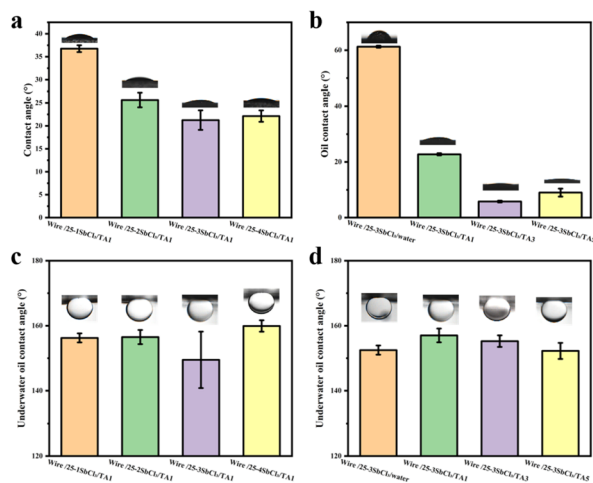 a
Contact angle (°)
40
35
30
25
20
15
10
5
0
Wire /25-1SbCl₃/TA1
Wire /25-2SbCl₃/TA1
Wire /25-3SbCl₃/TA1
Wire /25-4SbCl₃/TA1
b
Oil contact angle (°)
60
40
20
0
Wire /25-3SbCl₃/water
Wire /25-3SbCl₃/TA1
Wire /25-3SbCl₃/TA3
Wire /25-3SbCl₃/TA5
c
Underwater oil contact angle (°)
180
160
140
120
Wire /25-1SbCl₃/TA1
Wire /25-2SbCl₃/TA1
Wire /25-3SbCl₃/TA1
Wire /25-4SbCl₃/TA1
d
Underwater oil contact angle (°)
180
160
140
120
Wire /25-3SbCl₃/water
Wire /25-3SbCl₃/TA1
Wire /25-3SbCl₃/TA3
Wire /25-3SbCl₃/TA5